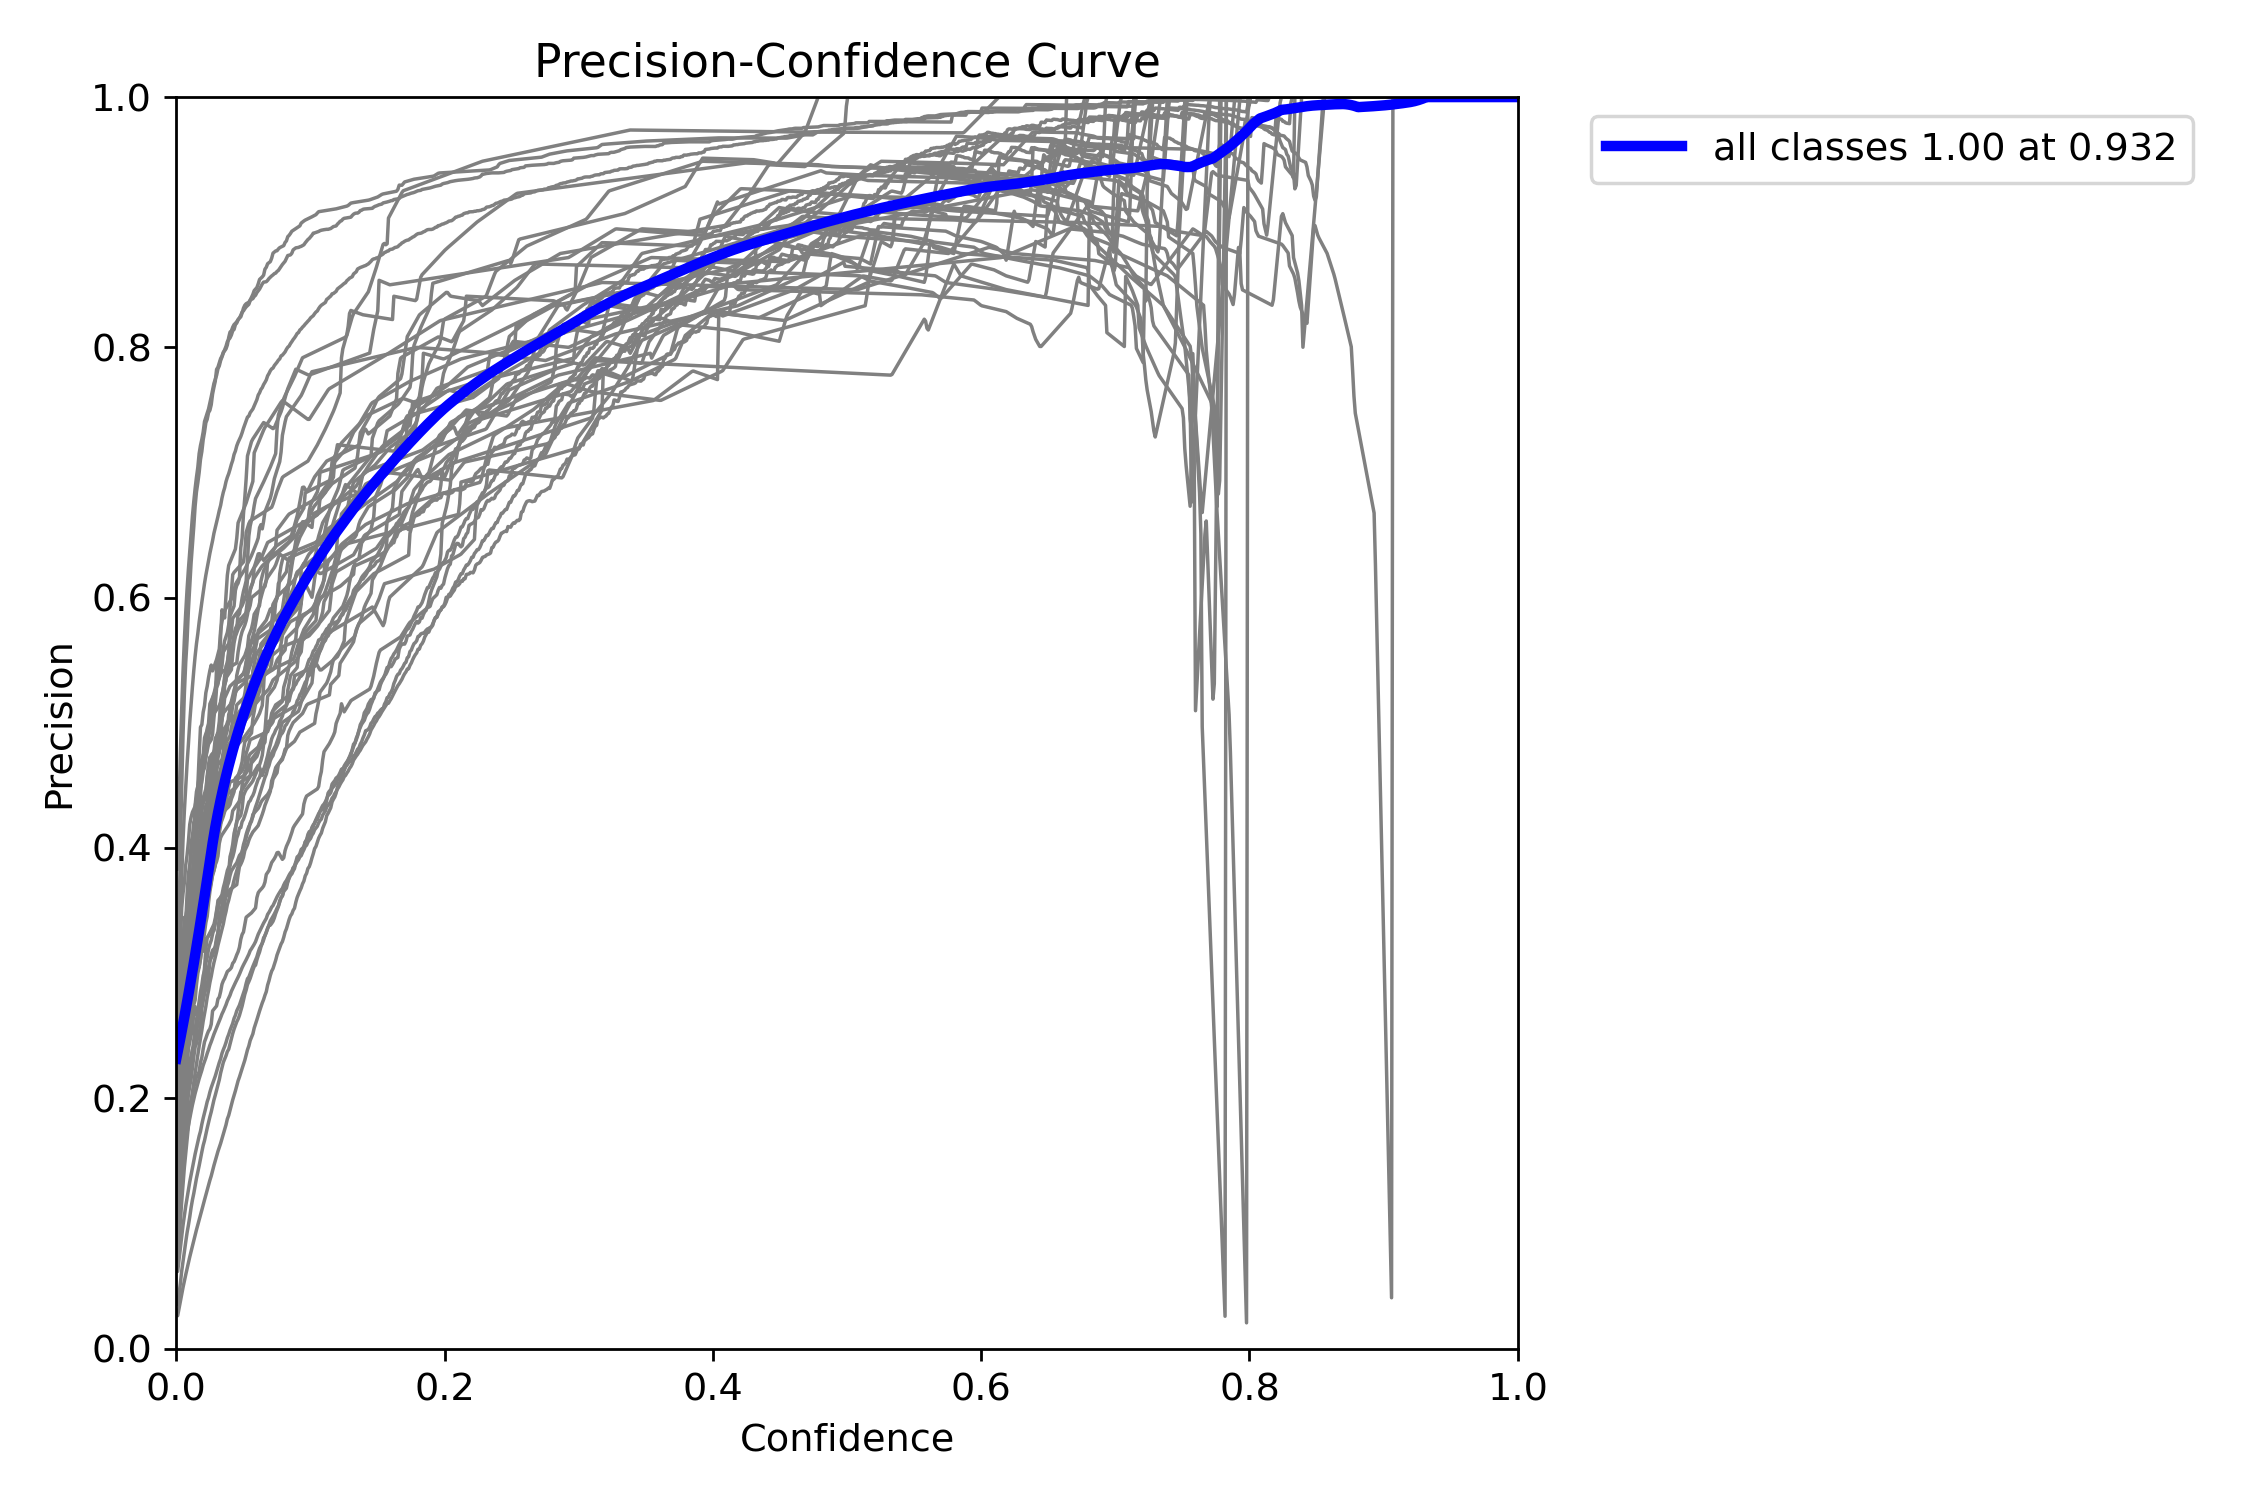 Precision-Confidence Curve
all classes 1.00 at 0.932
Precision
1.0
0.8
0.6
0.4
0.2
0.0
0.0 0.2 0.4 0.6 0.8 1.0
Confidence